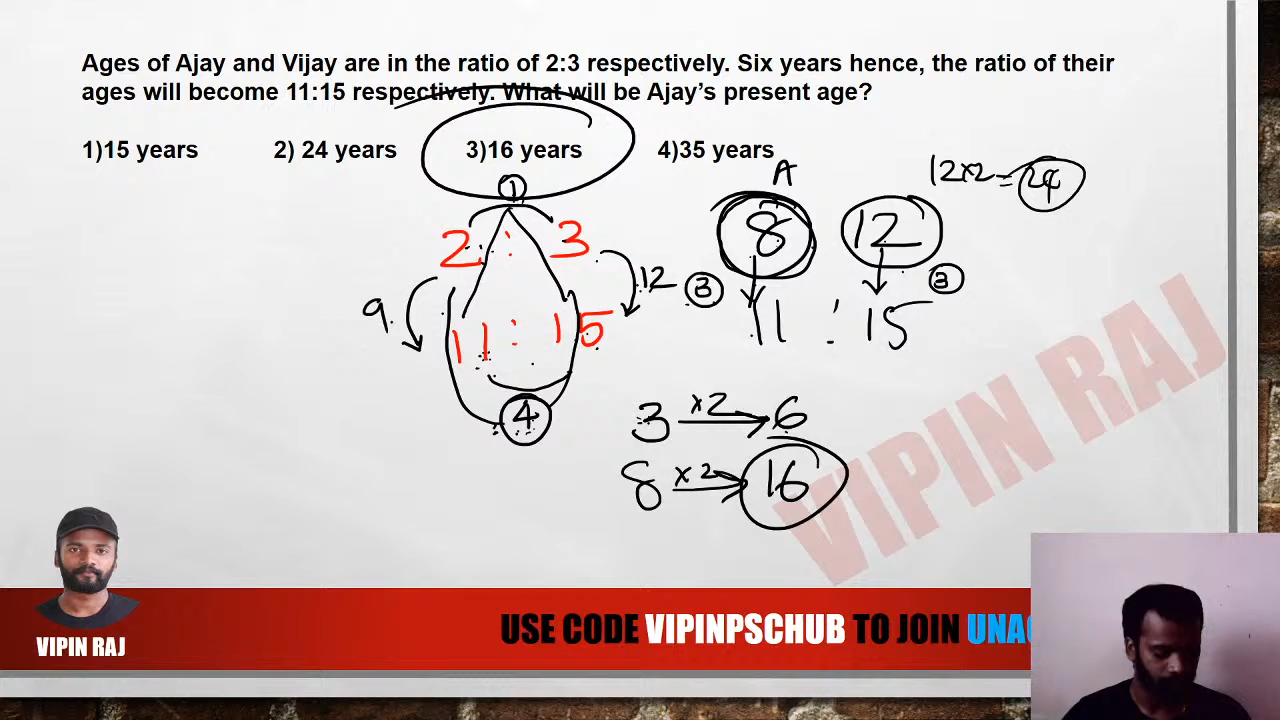 Ages of Ajay and Vijay are in the ratio of 2:3 respectively. Six years hence, the ratio of their
ages will become 11:15 respectively. What will be Ajay's present age?
1)15 years 2) 24 years 3)16 years 4)35 years
A
12×2=24
1
2 : 3
8 12
9 12
3 3
11 : 15
11 : 15
4
3 ×2 6
8 ×2 16
VIPIN RAJ
VIPIN RAJ
USE CODE VIPINPSCHUB TO JOIN